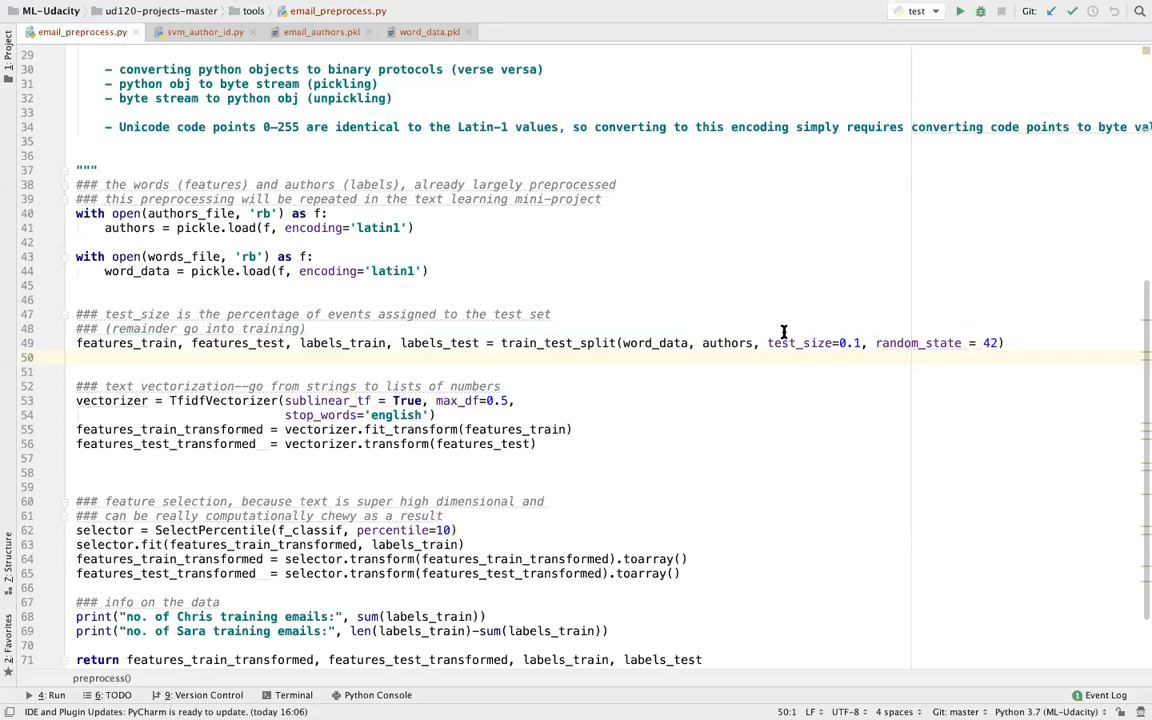 ML-Udacity ud120-projects-master tools email_preprocess.py test Git:
email_preprocess.py svm_author_id.py email_authors.pkl word_data.pkl
1: Project
29
30 - converting python objects to binary protocols (verse versa)
31 - python obj to byte stream (pickling)
32 - byte stream to python obj (unpickling)
33
34 - Unicode code points 0–255 are identical to the Latin-1 values, so converting to this encoding simply requires converting code points to byte val
35
36
37 """
38 ### the words (features) and authors (labels), already largely preprocessed
39 ### this preprocessing will be repeated in the text learning mini-project
40 with open(authors_file, 'rb') as f:
41 authors = pickle.load(f, encoding='latin1')
42
43 with open(words_file, 'rb') as f:
44 word_data = pickle.load(f, encoding='latin1')
45
46
47 ### test_size is the percentage of events assigned to the test set
48 ### (remainder go into training)
49 features_train, features_test, labels_train, labels_test = train_test_split(word_data, authors, test_size=0.1, random_state = 42)
50
51
52 ### text vectorization--go from strings to lists of numbers
53 vectorizer = TfidfVectorizer(sublinear_tf = True, max_df=0.5,
54 stop_words='english')
55 features_train_transformed = vectorizer.fit_transform(features_train)
56 features_test_transformed = vectorizer.transform(features_test)
57
58
59
60 ### feature selection, because text is super high dimensional and
61 ### can be really computationally chewy as a result
62 selector = SelectPercentile(f_classif, percentile=10)
63 selector.fit(features_train_transformed, labels_train)
64 features_train_transformed = selector.transform(features_train_transformed).toarray()
65 features_test_transformed = selector.transform(features_test_transformed).toarray()
66
67 ### info on the data
68 print("no. of Chris training emails:", sum(labels_train))
69 print("no. of Sara training emails:", len(labels_train)-sum(labels_train))
70
71 return features_train_transformed, features_test_transformed, labels_train, labels_test
Z: Structure
2: Favorites
preprocess()
4: Run 6: TODO 9: Version Control Terminal Python Console 1 Event Log
IDE and Plugin Updates: PyCharm is ready to update. (today 16:06) 50:1 LF UTF-8 4 spaces Git: master Python 3.7 (ML-Udacity)